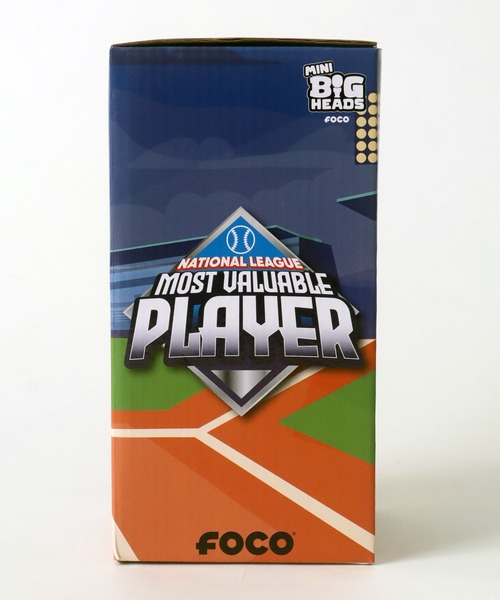 MINI
BIG
HEADS
FOCO
NATIONAL LEAGUE
MOST VALUABLE
PLAYER
FOCO